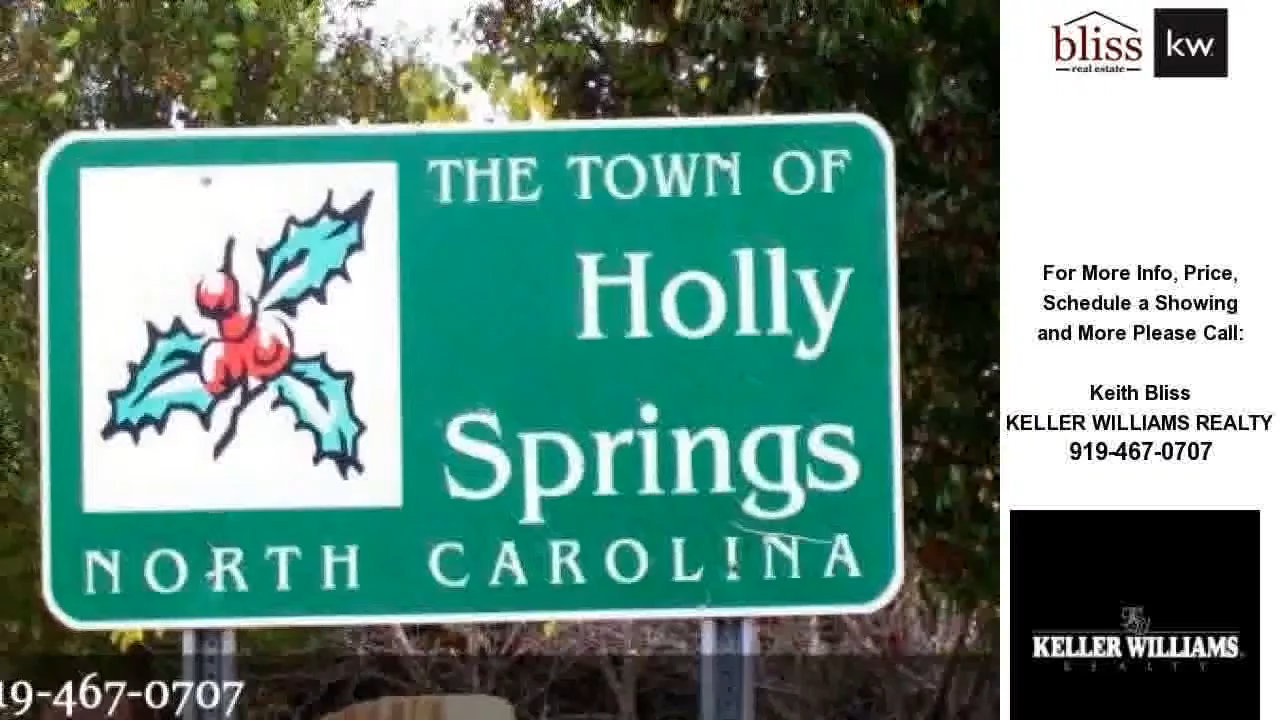 THE TOWN OF
Holly
Springs
NORTH CAROLINA
19-467-0707
bliss
real estate
kw
For More Info, Price,
Schedule a Showing
and More Please Call:
Keith Bliss
KELLER WILLIAMS REALTY
919-467-0707
KELLER WILLIAMS
REALTY